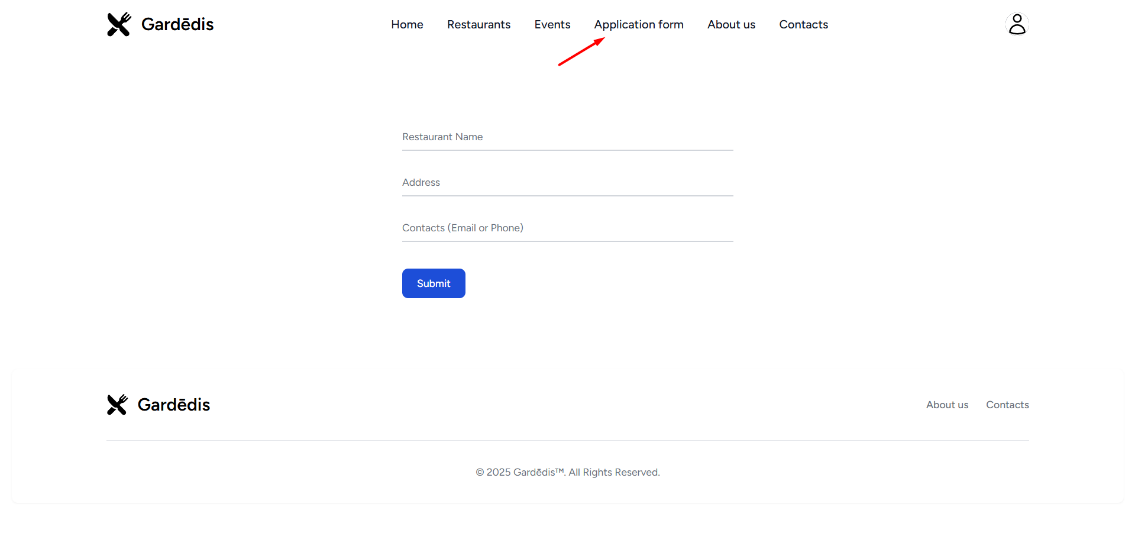 Gardēdis
Home Restaurants Events Application form About us Contacts
Restaurant Name
Address
Contacts (Email or Phone)
Submit
Gardēdis
About us Contacts
© 2025 Gardēdis™. All Rights Reserved.